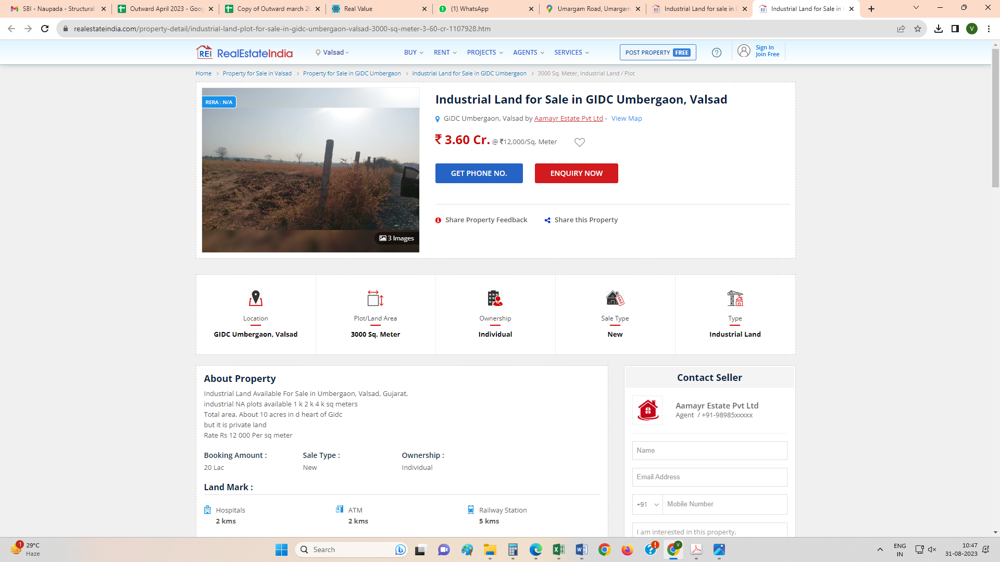 SBI - Naupada - Structural
Outward April 2023 - Goog
Copy of Outward march 20
Real Value
(1) WhatsApp
Umargam Road, Umargam
Industrial Land for sale in G
Industrial Land for Sale in G
realestateindia.com/property-detail/industrial-land-plot-for-sale-in-gidc-umbergaon-valsad-3000-sq-meter-3-60-cr-1107928.htm
V
REI RealEstateIndia
Valsad
BUY
RENT
PROJECTS
AGENTS
SERVICES
POST PROPERTY FREE
?
Sign In
Join Free
Home > Property for Sale in Valsad > Property for Sale in GIDC Umbergaon > Industrial Land for Sale in GIDC Umbergaon > 3000 Sq. Meter, Industrial Land / Plot
RERA : N/A
3 Images
Industrial Land for Sale in GIDC Umbergaon, Valsad
GIDC Umbergaon, Valsad by Aamayr Estate Pvt Ltd - View Map
₹ 3.60 Cr. @ ₹12,000/Sq. Meter
GET PHONE NO.
ENQUIRY NOW
Share Property Feedback
Share this Property
Location
GIDC Umbergaon, Valsad
Plot/Land Area
3000 Sq. Meter
Ownership
Individual
Sale Type
New
Type
Industrial Land
About Property
Industrial Land Available For Sale in Umbergaon, Valsad, Gujarat.
industrial NA plots available 1 k 2 k 4 k sq meters
Total area. About 10 acres in d heart of Gidc
but it is private land
Rate Rs 12 000 Per sq meter
Booking Amount :
20 Lac
Sale Type :
New
Ownership :
Individual
Land Mark :
Hospitals
2 kms
ATM
2 kms
Railway Station
5 kms
Contact Seller
Aamayr Estate Pvt Ltd
Agent / +91-98985xxxxx
Name
Email Address
+91
Mobile Number
I am interested in this property.
1
29°C
Haze
Search
ENG
IN
10:47
31-08-2023